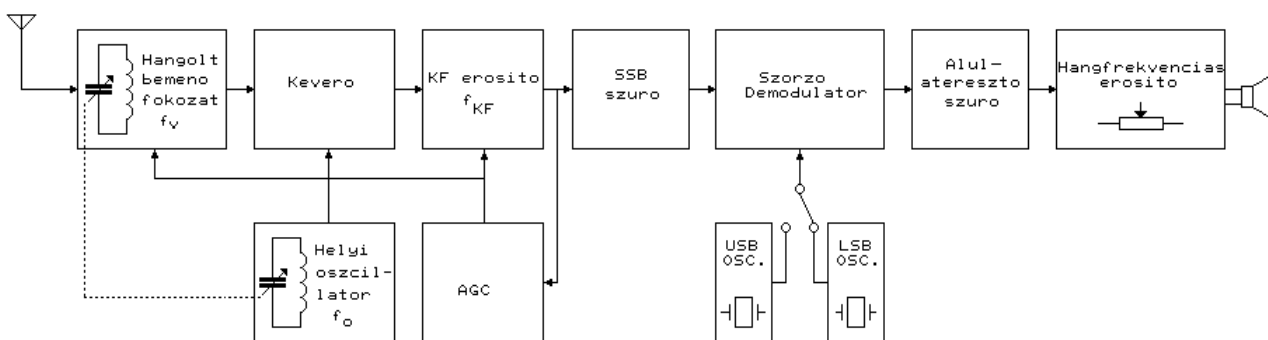 Hangolt
bemeno
fokozat
fv
Kevero
KF erosito
fKF
SSB
szuro
Szorzo
Demodulator
Alul-
atereszto
szuro
Hangfrekvencias
erosito
Helyi
oszcil-
lator
fo
AGC
USB
OSC.
LSB
OSC.